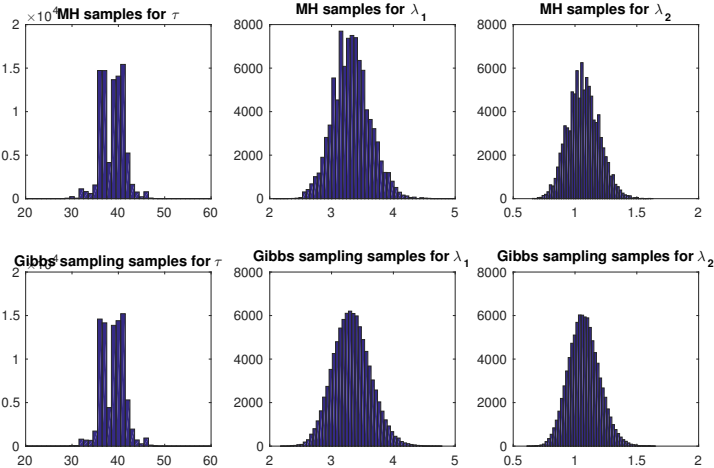 MH samples for τ
×10⁴
2
1.5
1
0.5
0
20 30 40 50 60
MH samples for λ₁
8000
6000
4000
2000
0
2 3 4 5
MH samples for λ₂
8000
6000
4000
2000
0
0.5 1 1.5 2
Gibbs sampling samples for τ
×10⁴
2
1.5
1
0.5
0
20 30 40 50 60
Gibbs sampling samples for λ₁
8000
6000
4000
2000
0
2 3 4 5
Gibbs sampling samples for λ₂
8000
6000
4000
2000
0
0.5 1 1.5 2